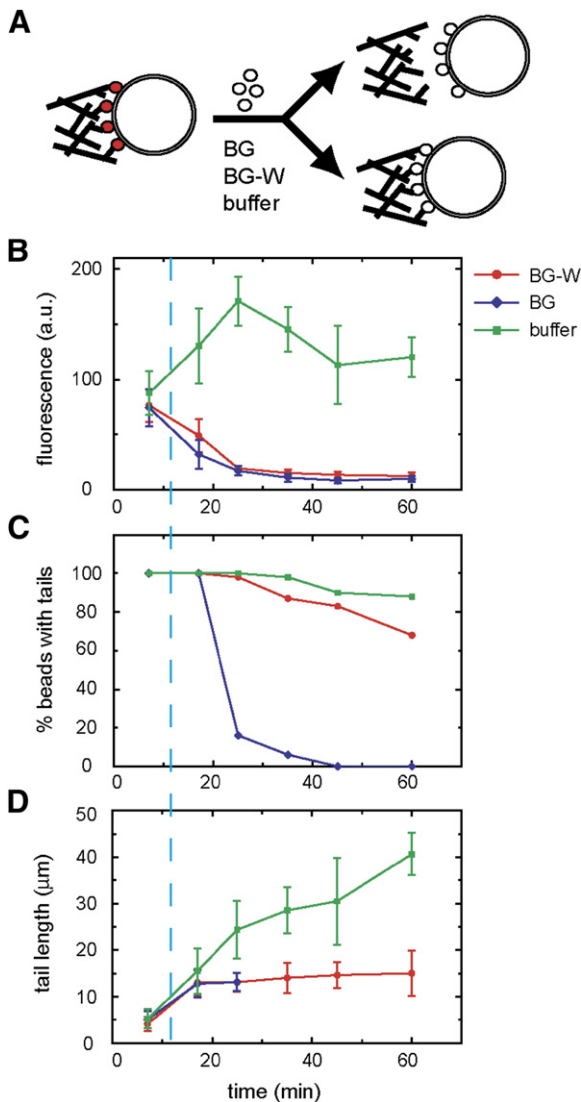 A
BG
BG-W
buffer
B
200
100
0
fluorescence (a.u.)
0 20 40 60
BG-W
BG
buffer
C
100
80
60
40
20
0
% beads with tails
0 20 40 60
D
50
40
30
20
10
0
tail length (μm)
0 20 40 60
time (min)